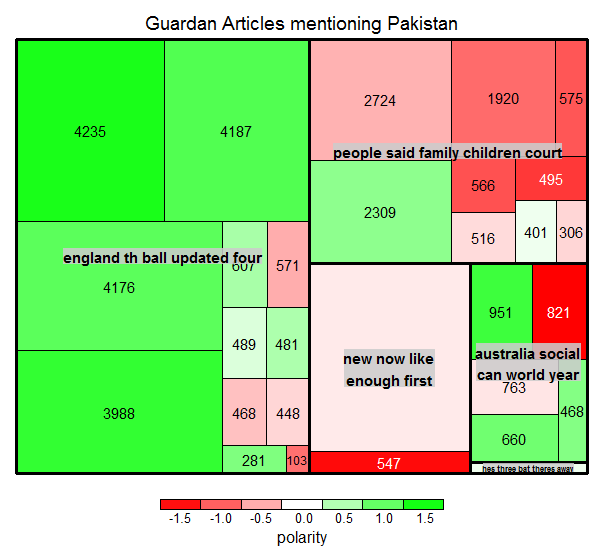 Guardan Articles mentioning Pakistan
4235
4187
2724
1920
575
people said family children court
566
495
2309
516
401
306
england th ball updated four
607
571
4176
489
481
951
821
new now like
enough first
australia social
can world year
763
468
3988
468
448
660
281
103
547
hes three bat theres away
-1.5 -1.0 -0.5 0.0 0.5 1.0 1.5
polarity